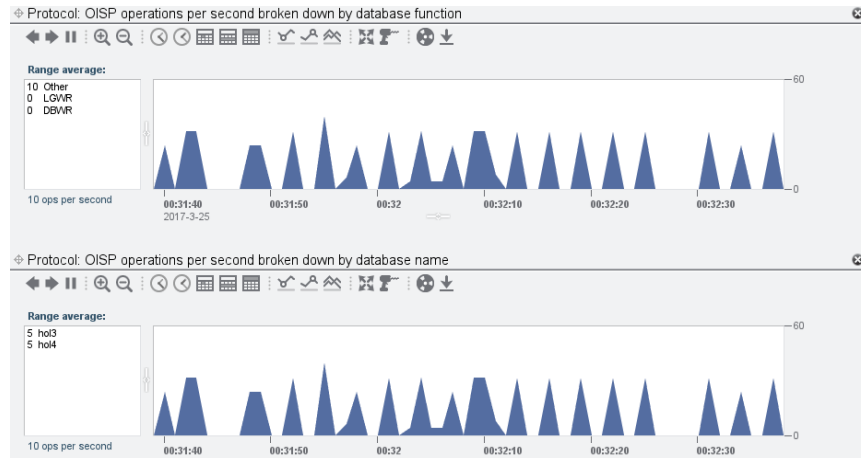 Protocol: OISP operations per second broken down by database function
Range average:
10 Other
0 LGWR
0 DBWR
60
0
10 ops per second
00:31:40 00:31:50 00:32 00:32:10 00:32:20 00:32:30
2017-3-25
Protocol: OISP operations per second broken down by database name
Range average:
5 hol3
5 hol4
60
0
10 ops per second
00:31:40 00:31:50 00:32 00:32:10 00:32:20 00:32:30